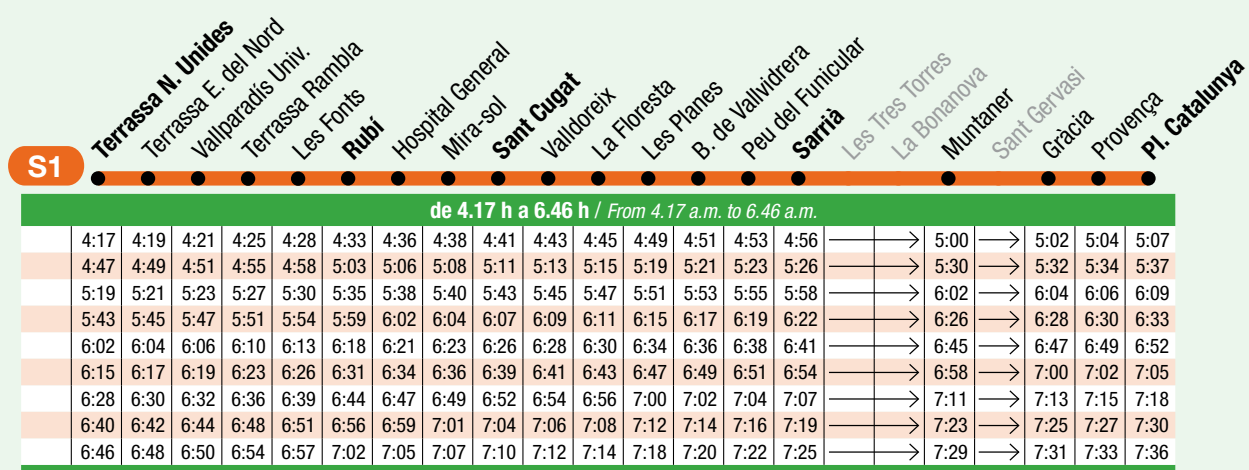 Terrassa N. Unides
Terrassa E. del Nord
Vallparadís Univ.
Terrassa Rambla
Les Fonts
Rubí
Hospital General
Mira-sol
Sant Cugat
Valldoreix
La Floresta
Les Planes
B. de Vallvidrera
Peu del Funicular
Sarrià
Les Tres Torres
La Bonanova
Muntaner
Sant Gervasi
Gràcia
Provença
Pl. Catalunya
S1
de 4.17 h a 6.46 h / From 4.17 a.m. to 6.46 a.m.
4:17 4:19 4:21 4:25 4:28 4:33 4:36 4:38 4:41 4:43 4:45 4:49 4:51 4:53 4:56 5:00 5:02 5:04 5:07
4:47 4:49 4:51 4:55 4:58 5:03 5:06 5:08 5:11 5:13 5:15 5:19 5:21 5:23 5:26 5:30 5:32 5:34 5:37
5:19 5:21 5:23 5:27 5:30 5:35 5:38 5:40 5:43 5:45 5:47 5:51 5:53 5:55 5:58 6:02 6:04 6:06 6:09
5:43 5:45 5:47 5:51 5:54 5:59 6:02 6:04 6:07 6:09 6:11 6:15 6:17 6:19 6:22 6:26 6:28 6:30 6:33
6:02 6:04 6:06 6:10 6:13 6:18 6:21 6:23 6:26 6:28 6:30 6:34 6:36 6:38 6:41 6:45 6:47 6:49 6:52
6:15 6:17 6:19 6:23 6:26 6:31 6:34 6:36 6:39 6:41 6:43 6:47 6:49 6:51 6:54 6:58 7:00 7:02 7:05
6:28 6:30 6:32 6:36 6:39 6:44 6:47 6:49 6:52 6:54 6:56 7:00 7:02 7:04 7:07 7:11 7:13 7:15 7:18
6:40 6:42 6:44 6:48 6:51 6:56 6:59 7:01 7:04 7:06 7:08 7:12 7:14 7:16 7:19 7:23 7:25 7:27 7:30
6:46 6:48 6:50 6:54 6:57 7:02 7:05 7:07 7:10 7:12 7:14 7:18 7:20 7:22 7:25 7:29 7:31 7:33 7:36